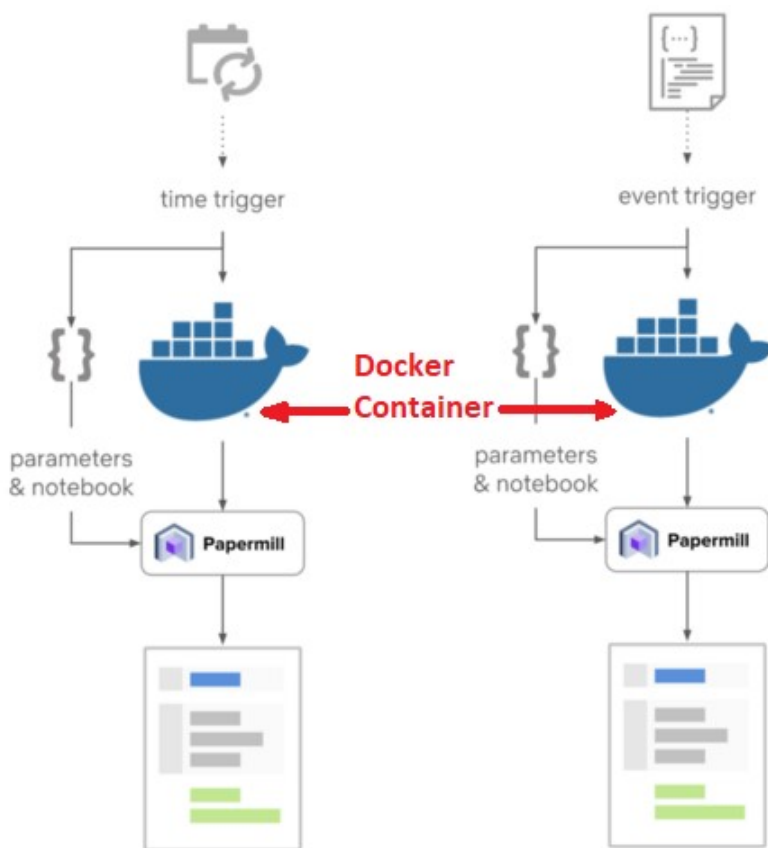 time trigger
event trigger
{...}
{ }
{ }
Docker
Container
parameters
& notebook
parameters
& notebook
Papermill
Papermill